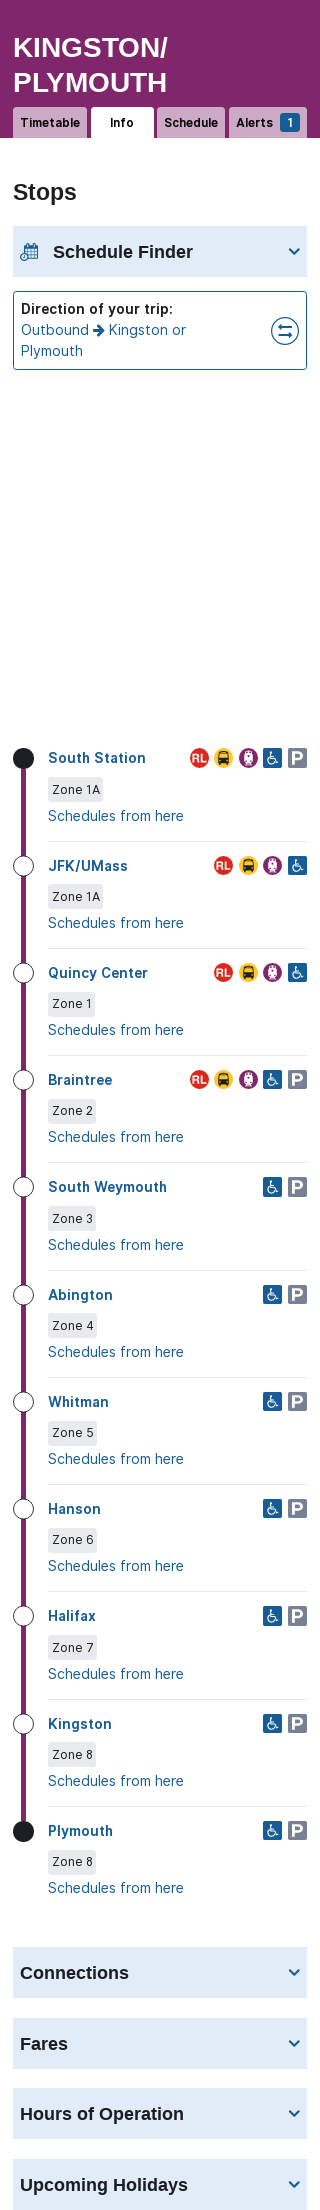 KINGSTON/
PLYMOUTH
Timetable Info Schedule Alerts 1
Stops
Schedule Finder
Direction of your trip:
Outbound → Kingston or
Plymouth
South Station RL P
Zone 1A
Schedules from here
JFK/UMass RL
Zone 1A
Schedules from here
Quincy Center RL
Zone 1
Schedules from here
Braintree RL P
Zone 2
Schedules from here
South Weymouth P
Zone 3
Schedules from here
Abington P
Zone 4
Schedules from here
Whitman P
Zone 5
Schedules from here
Hanson P
Zone 6
Schedules from here
Halifax P
Zone 7
Schedules from here
Kingston P
Zone 8
Schedules from here
Plymouth P
Zone 8
Schedules from here
Connections
Fares
Hours of Operation
Upcoming Holidays